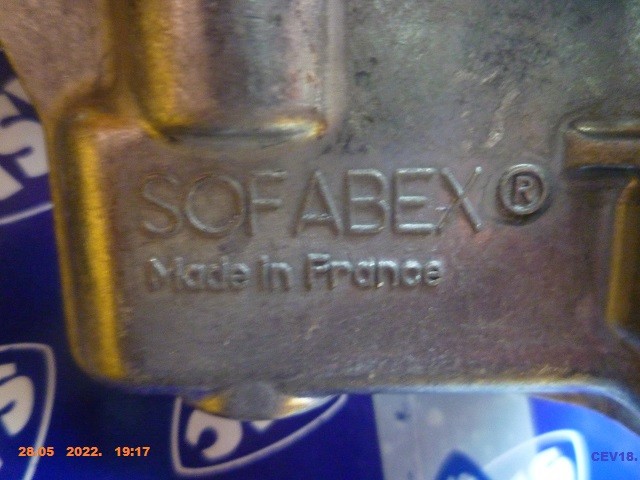 SOFABEX®
Made in France
28.05 2022. 19:17
CEV18.